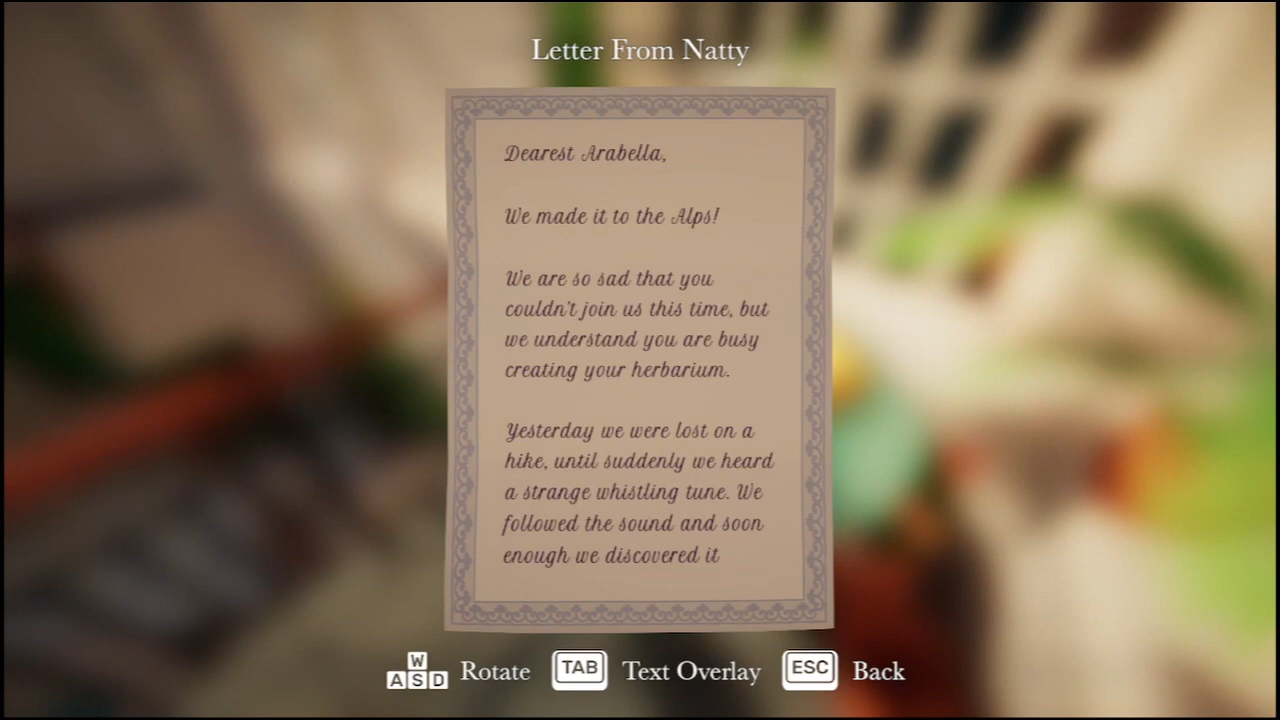 Letter From Natty
Dearest Arabella,
We made it to the Alps!
We are so sad that you
couldn't join us this time, but
we understand you are busy
creating your herbarium.
Yesterday we were lost on a
hike, until suddenly we heard
a strange whistling tune. We
followed the sound and soon
enough we discovered it
W
A S D Rotate TAB Text Overlay ESC Back